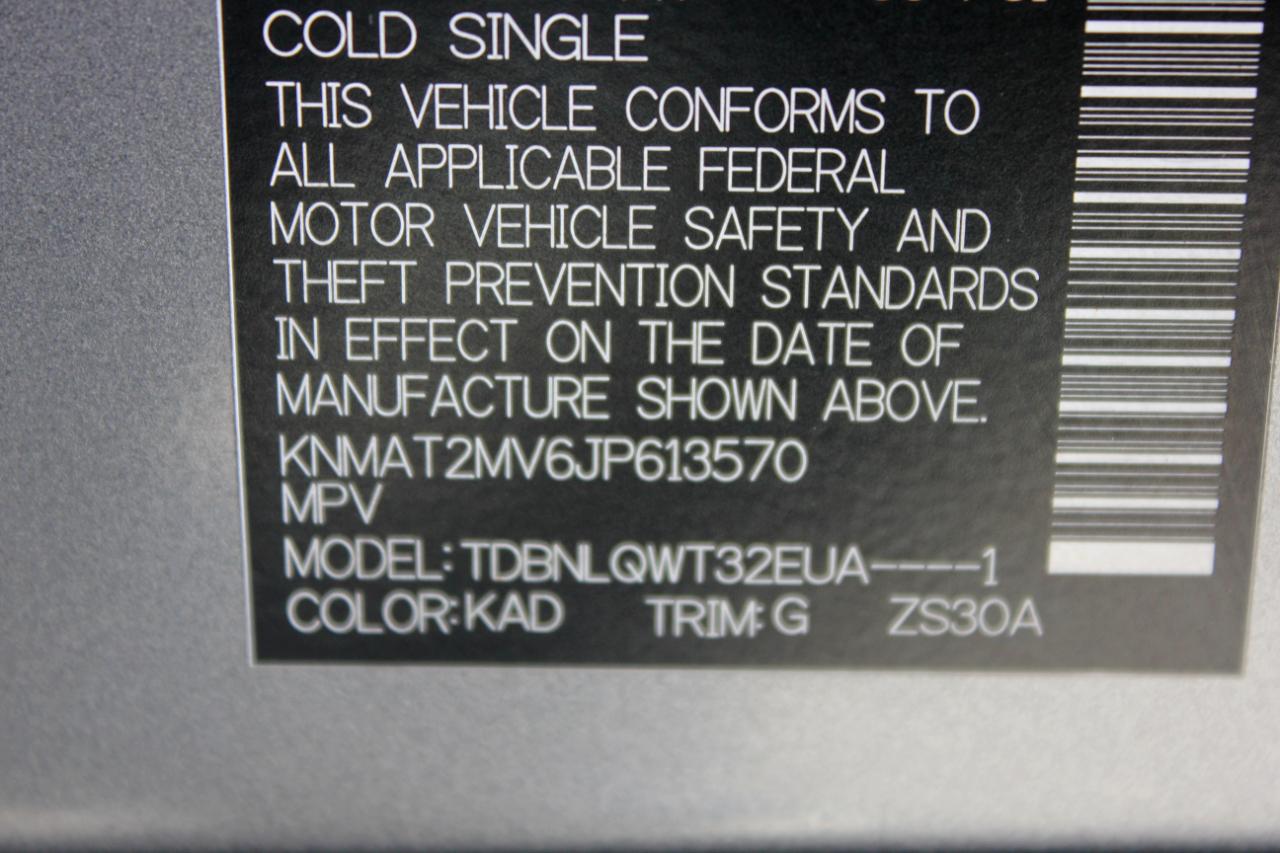 COLD SINGLE
THIS VEHICLE CONFORMS TO
ALL APPLICABLE FEDERAL
MOTOR VEHICLE SAFETY AND
THEFT PREVENTION STANDARDS
IN EFFECT ON THE DATE OF
MANUFACTURE SHOWN ABOVE.
KNMAT2MV6JP613570
MPV
MODEL:TDBNLQWT32EUA----1
COLOR:KAD TRIM:G ZS30A